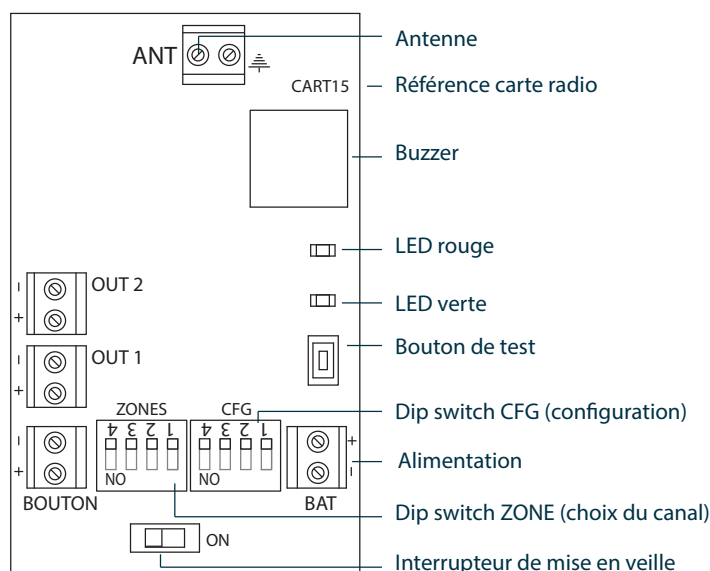 ANT
Antenne
CART15
Référence carte radio
Buzzer
LED rouge
LED verte
Bouton de test
- OUT 2
+
- OUT 1
+
ZONES
CFG
4 3 2 1
4 3 2 1
NO
NO
-
+
BOUTON
+
-
BAT
Dip switch CFG (configuration)
Alimentation
Dip switch ZONE (choix du canal)
ON
Interrupteur de mise en veille